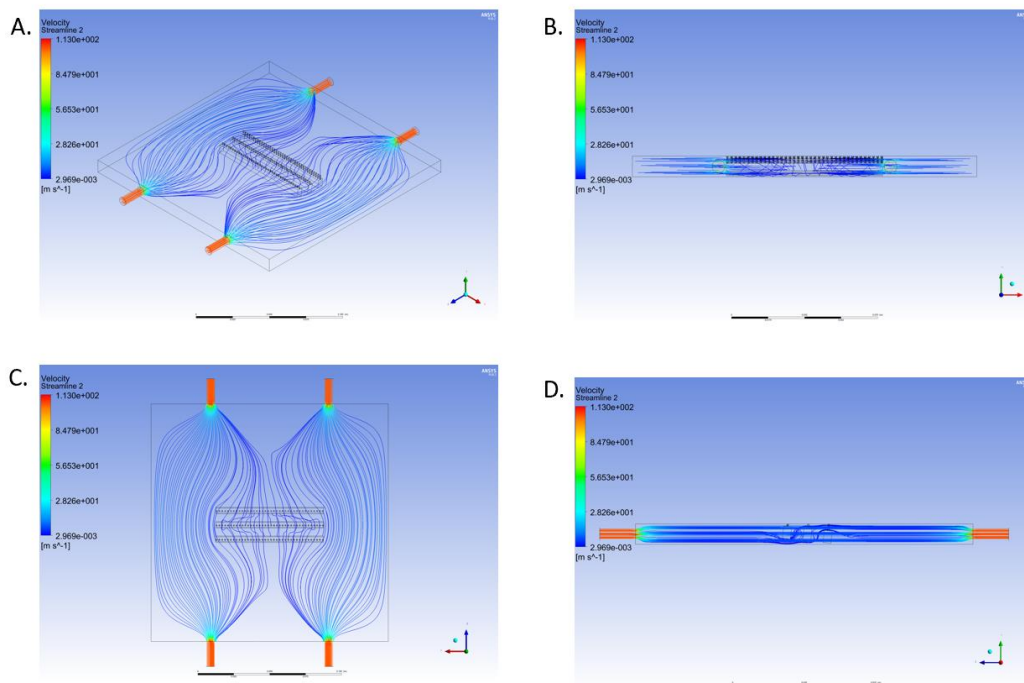 A.
Velocity
Streamline 2
1.130e+002
8.479e+001
5.653e+001
2.826e+001
2.969e-003
[m s^-1]
ANSYS
B.
Velocity
Streamline 2
1.130e+002
8.479e+001
5.653e+001
2.826e+001
2.969e-003
[m s^-1]
ANSYS
C.
Velocity
Streamline 2
1.130e+002
8.479e+001
5.653e+001
2.826e+001
2.969e-003
[m s^-1]
ANSYS
D.
Velocity
Streamline 2
1.130e+002
8.479e+001
5.653e+001
2.826e+001
2.969e-003
[m s^-1]